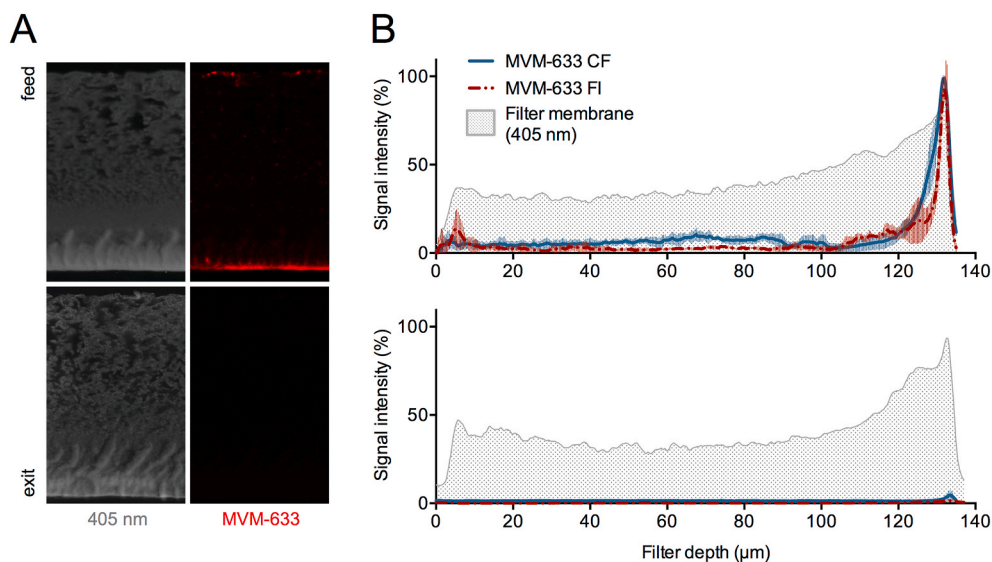 A
feed
exit
405 nm
MVM-633
B
MVM-633 CF
MVM-633 FI
Filter membrane
(405 nm)
Signal intensity (%)
100
50
0
0 20 40 60 80 100 120 140
Signal intensity (%)
100
50
0
0 20 40 60 80 100 120 140
Filter depth (µm)